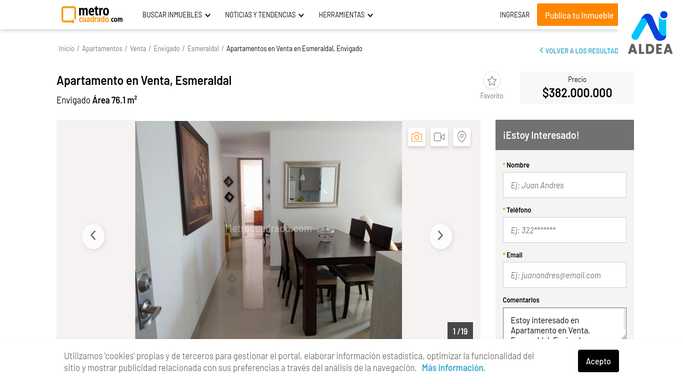 metro
cuadrado.com
BUSCAR INMUEBLES
NOTICIAS Y TENDENCIAS
HERRAMIENTAS
INGRESAR
Publica tu Inmueble
ALDEA
Inicio / Apartamentos / Venta / Envigado / Esmeraldal / Apartamentos en Venta en Esmeraldal, Envigado
VOLVER A LOS RESULTAD
Apartamento en Venta, Esmeraldal
Envigado Área 76.1 m²
Favorito
Precio
$382.000.000
Metrocuadrado.com
1 / 19
¡Estoy Interesado!
* Nombre
Ej: Juan Andres
* Teléfono
Ej: 322*******
* Email
Ej: juanandres@email.com
Comentarios
Estoy interesado en
Apartamento en Venta,
Utilizamos 'cookies' propias y de terceros para gestionar el portal, elaborar información estadística, optimizar la funcionalidad del
sitio y mostrar publicidad relacionada con sus preferencias a través del análisis de la navegación. Más información.
Acepto